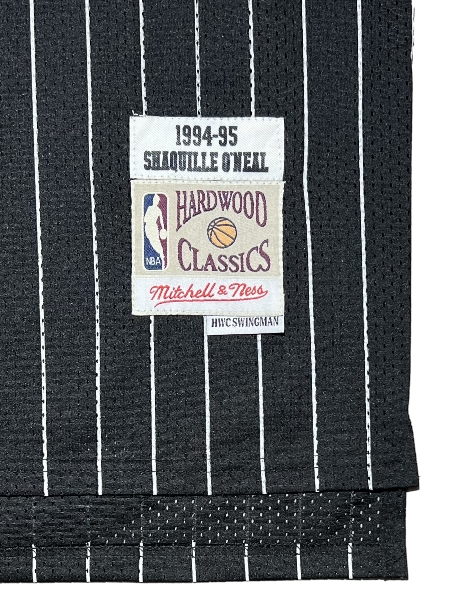 1994-95
SHAQUILLE O'NEAL
HARDWOOD
CLASSICS
NBA
Mitchell & Ness
HWC SWINGMAN